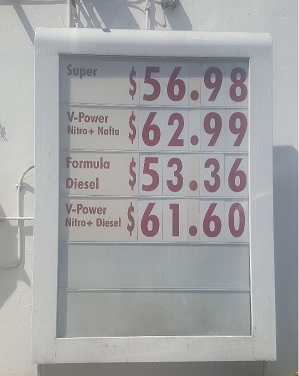 Super $56.98
V-Power
Nitro+ Nafta $62.99
Formula
Diesel $53.36
V-Power
Nitro+ Diesel $61.60